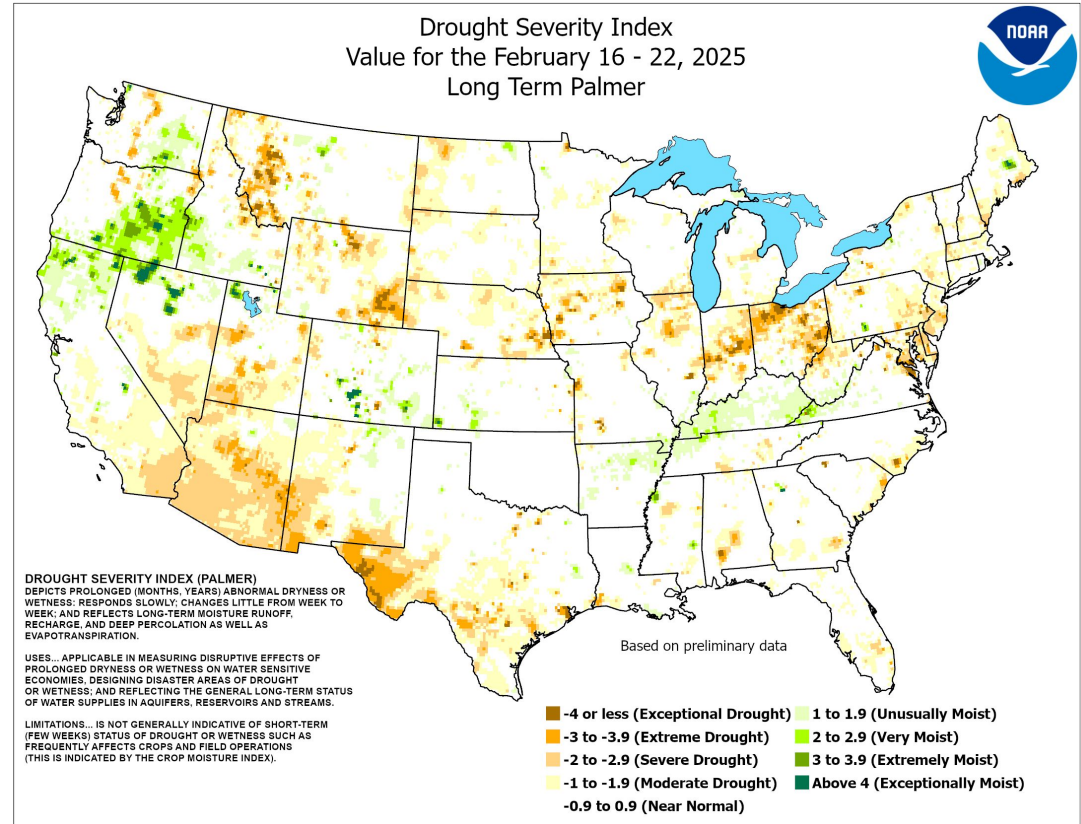 Drought Severity Index
Value for the February 16 - 22, 2025
Long Term Palmer
NOAA
DROUGHT SEVERITY INDEX (PALMER)
DEPICTS PROLONGED (MONTHS, YEARS) ABNORMAL DRYNESS OR
WETNESS: RESPONDS SLOWLY; CHANGES LITTLE FROM WEEK TO
WEEK; AND REFLECTS LONG-TERM MOISTURE RUNOFF,
RECHARGE, AND DEEP PERCOLATION AS WELL AS
EVAPOTRANSPIRATION.
USES... APPLICABLE IN MEASURING DISRUPTIVE EFFECTS OF
PROLONGED DRYNESS OR WETNESS ON WATER SENSITIVE
ECONOMIES, DESIGNING DISASTER AREAS OF DROUGHT
OR WETNESS; AND REFLECTING THE GENERAL LONG-TERM STATUS
OF WATER SUPPLIES IN AQUIFERS, RESERVOIRS AND STREAMS.
LIMITATIONS... IS NOT GENERALLY INDICATIVE OF SHORT-TERM
(FEW WEEKS) STATUS OF DROUGHT OR WETNESS SUCH AS
FREQUENTLY AFFECTS CROPS AND FIELD OPERATIONS
(THIS IS INDICATED BY THE CROP MOISTURE INDEX).
Based on preliminary data
-4 or less (Exceptional Drought)
-3 to -3.9 (Extreme Drought)
-2 to -2.9 (Severe Drought)
-1 to -1.9 (Moderate Drought)
-0.9 to 0.9 (Near Normal)
1 to 1.9 (Unusually Moist)
2 to 2.9 (Very Moist)
3 to 3.9 (Extremely Moist)
Above 4 (Exceptionally Moist)